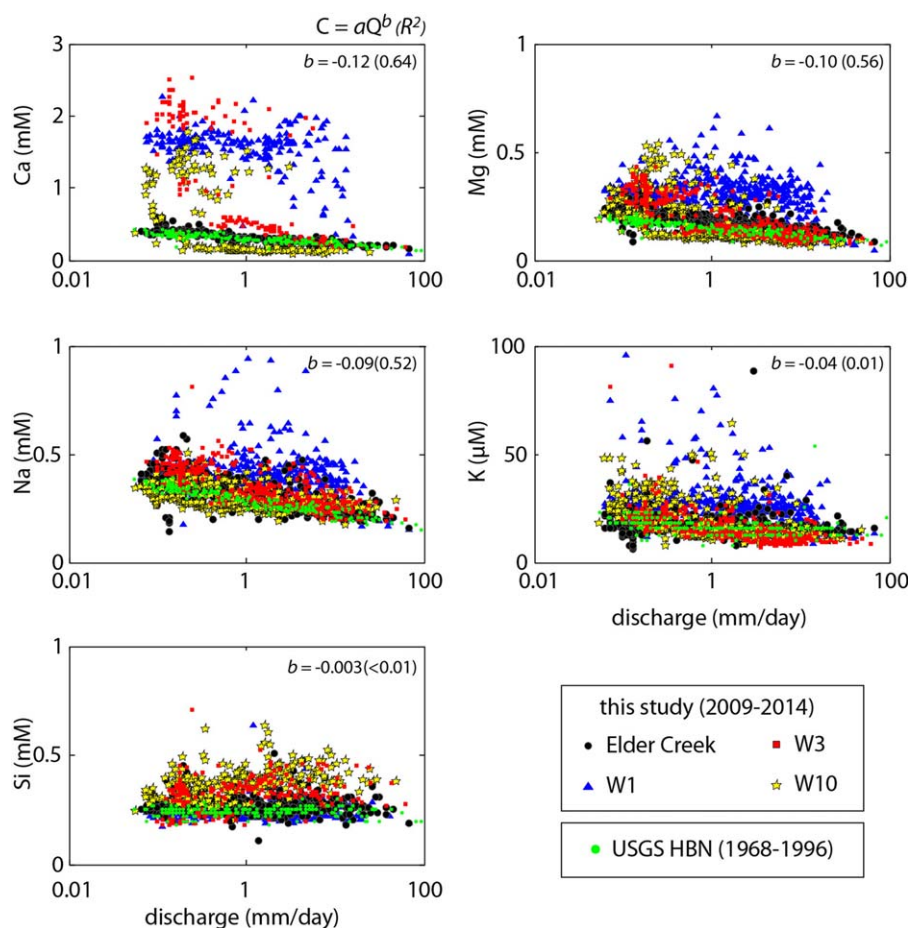 C = aQ^b (R^2)
b = -0.12 (0.64)
3
2
1
0
Ca (mM)
0.01
1
100
b = -0.10 (0.56)
1
0.5
0
Mg (mM)
0.01
1
100
b = -0.09(0.52)
1
0.5
0
Na (mM)
0.01
1
100
b = -0.04 (0.01)
100
50
0
K (μM)
0.01
1
100
discharge (mm/day)
b = -0.003(<0.01)
1
0.5
0
Si (mM)
0.01
1
100
discharge (mm/day)
this study (2009-2014)
Elder Creek
W3
W1
W10
USGS HBN (1968-1996)